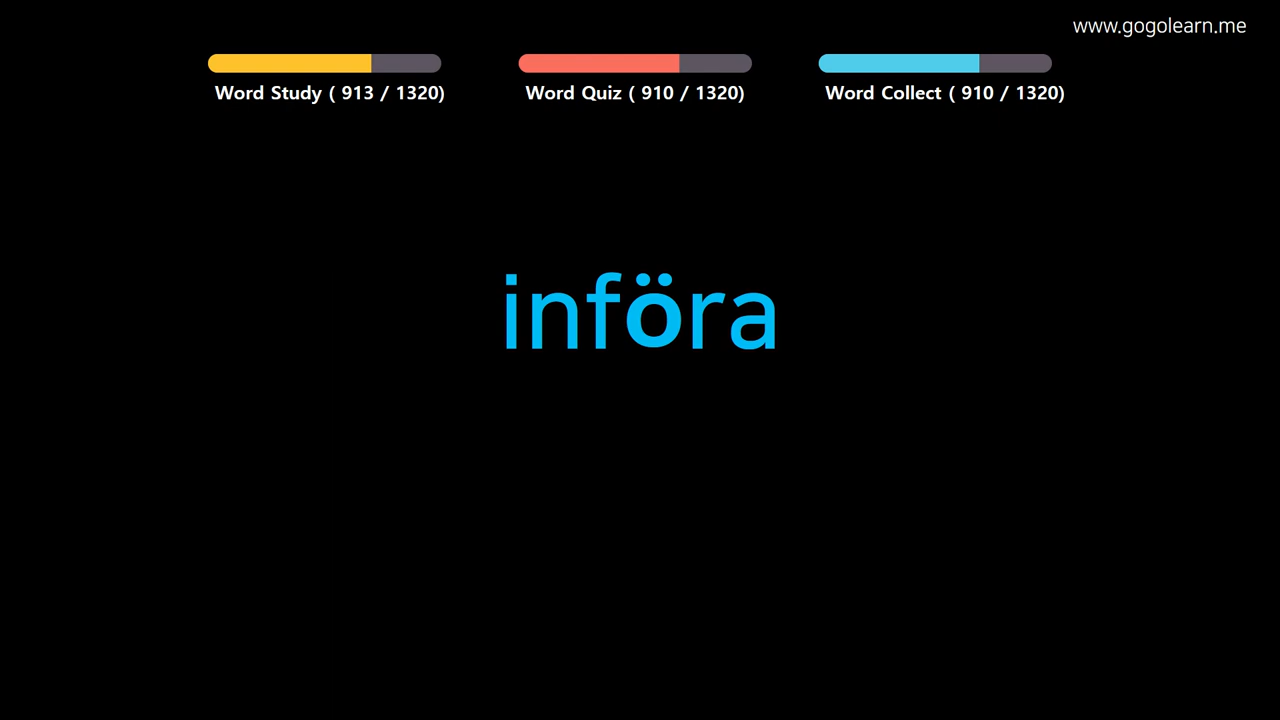 www.gogolearn.me
Word Study ( 913 / 1320)
Word Quiz ( 910 / 1320)
Word Collect ( 910 / 1320)
införa